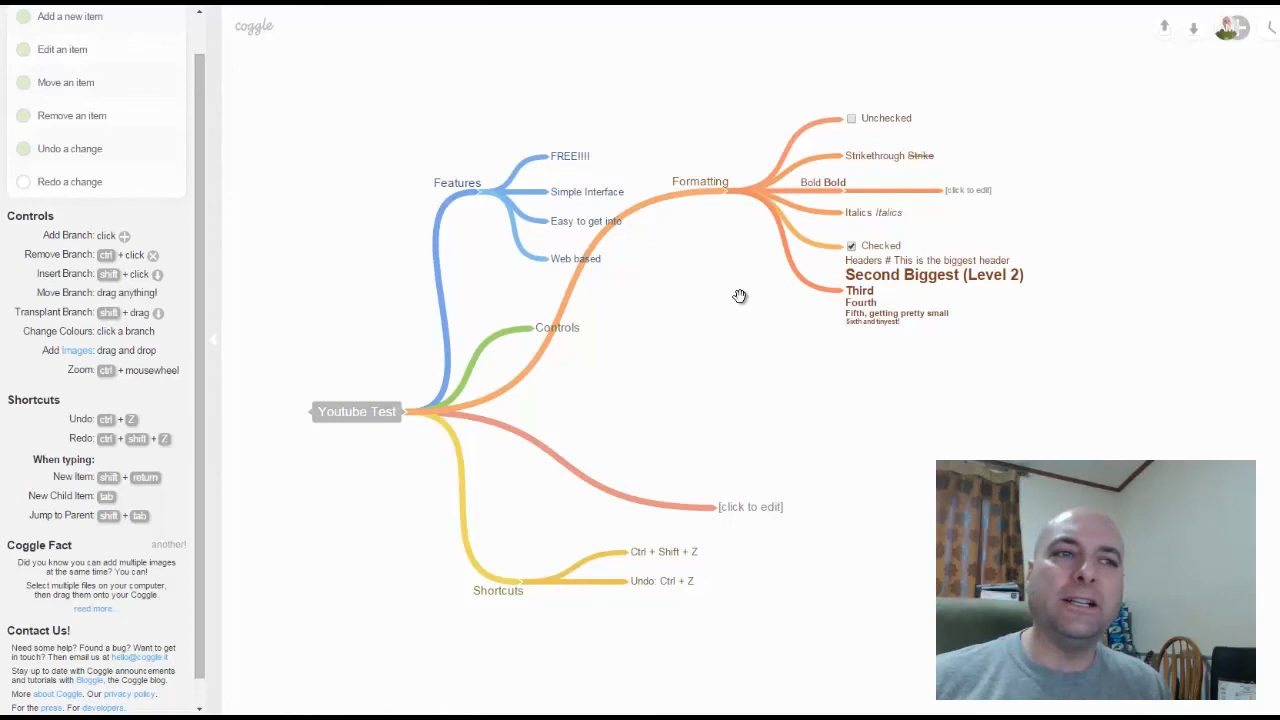 Add a new item
Edit an item
Move an item
Remove an item
Undo a change
Redo a change
Controls
Add Branch: click
Remove Branch: ctrl + click
Insert Branch: shift + click
Move Branch: drag anything!
Transplant Branch: shift + drag
Change Colours: click a branch
Add Images: drag and drop
Zoom: ctrl + mousewheel
Shortcuts
Undo: ctrl + Z
Redo: ctrl + shift + Z
When typing:
New Item: shift + return
New Child Item: tab
Jump to Parent: shift + tab
Coggle Fact another!
Did you know you can add multiple images
at the same time? You can!
Select multiple files on your computer,
then drag them onto your Coggle.
read more...
Contact Us!
Need some help? Found a bug? Want to get
in touch? Then email us at hello@coggle.it
Stay up to date with Coggle announcements
and tutorials with Bloggle, the Coggle blog.
More about Coggle. Our privacy policy.
For the press. For developers.
coggle
Youtube Test
Features
FREE!!!!
Simple Interface
Easy to get into
Web based
Controls
Formatting
Unchecked
Strikethrough Strike
Bold Bold
[click to edit]
Italics Italics
Checked
Headers # This is the biggest header
Second Biggest (Level 2)
Third
Fourth
Fifth, getting pretty small
Sixth and tinyest!
[click to edit]
Shortcuts
Ctrl + Shift + Z
Undo: Ctrl + Z